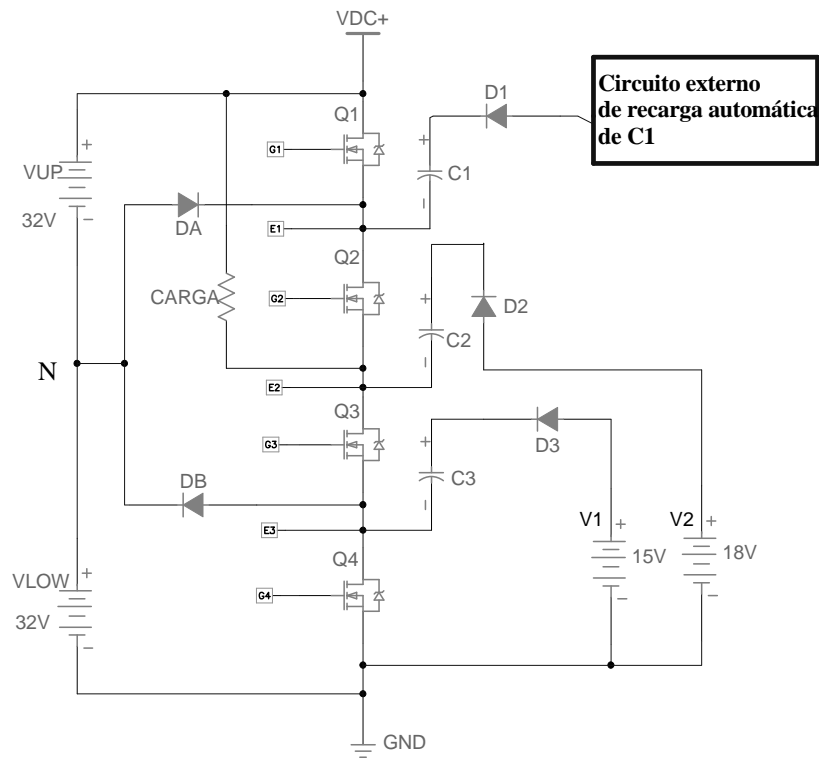 VDC+
D1
Circuito externo
de recarga automática
de C1
Q1
+
G1
+
C1
VUP
-
32V
-
DA
E1
Q2
CARGA
G2
+
D2
C2
-
N
E2
Q3
G3
+
D3
C3
DB
-
E3
V1
+
V2
+
Q4
15V
18V
VLOW
+
G4
-
-
32V
-
GND